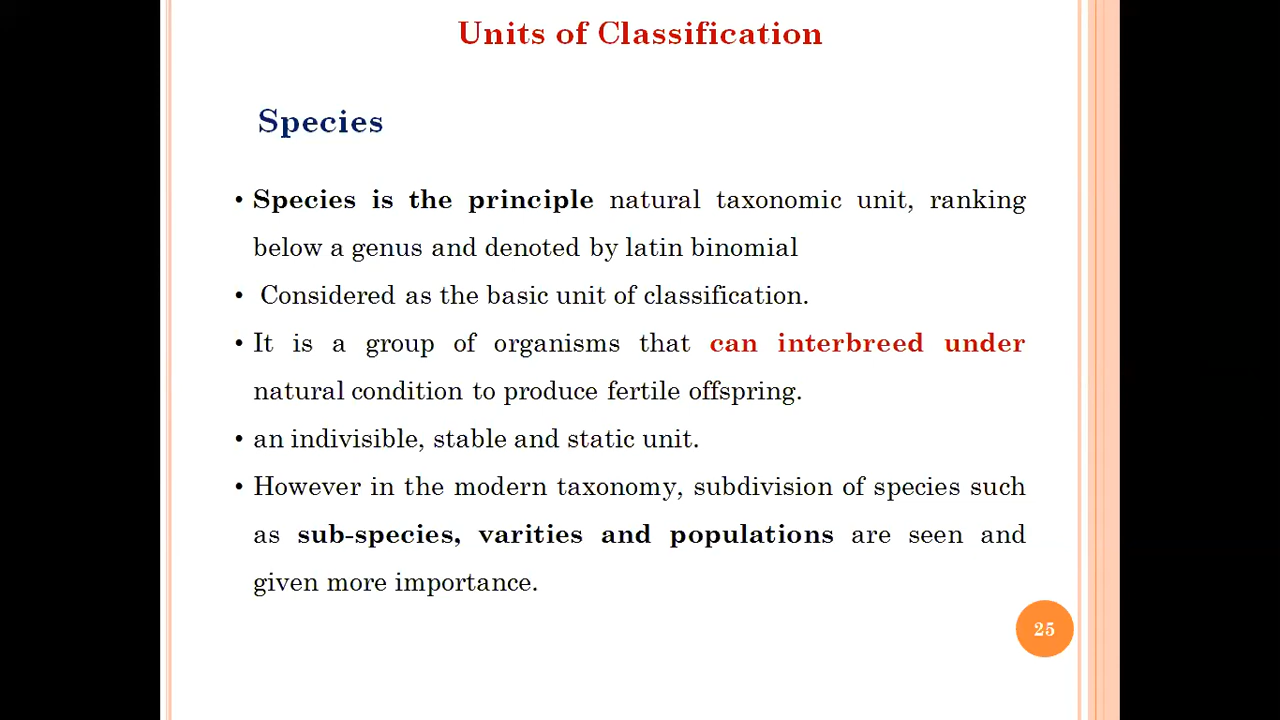 Units of Classification
Species
• Species is the principle natural taxonomic unit, ranking
below a genus and denoted by latin binomial
• Considered as the basic unit of classification.
• It is a group of organisms that can interbreed under
natural condition to produce fertile offspring.
• an indivisible, stable and static unit.
• However in the modern taxonomy, subdivision of species such
as sub-species, varities and populations are seen and
given more importance.
25